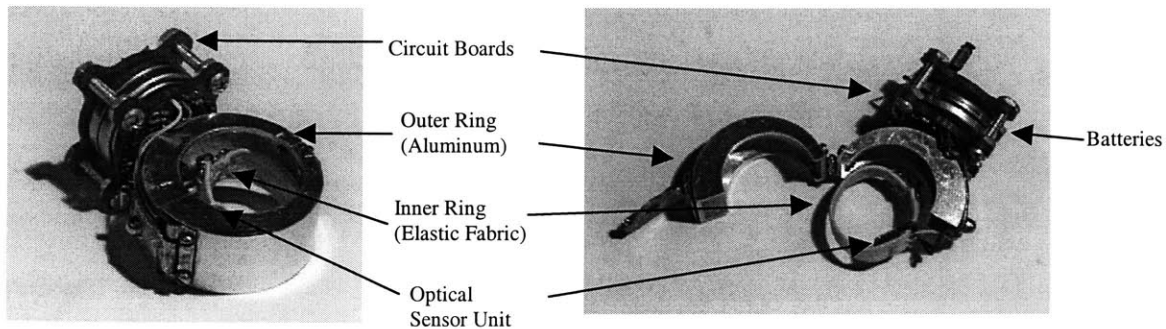 Circuit Boards
Outer Ring
(Aluminum)
Batteries
Inner Ring
(Elastic Fabric)
Optical
Sensor Unit